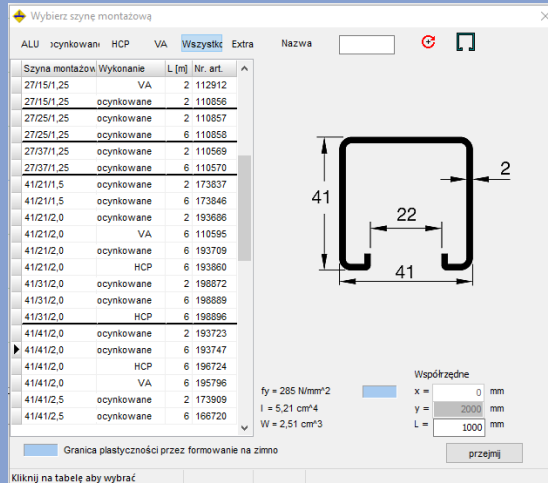 Wybierz szynę montażową
ALU ocynkowane HCP VA Wszystko Extra Nazwa
Szyna montażow Wykonanie L [m] Nr. art.
27/15/1,25 VA 2 112912
27/15/1,25 ocynkowane 2 110856
27/25/1,25 ocynkowane 2 110857
27/25/1,25 ocynkowane 6 110858
27/37/1,25 ocynkowane 2 110569
27/37/1,25 ocynkowane 6 110570
41/21/1,5 ocynkowane 2 173837
41/21/1,5 ocynkowane 6 173846
41/21/2,0 ocynkowane 2 193686
41/21/2,0 VA 6 110595
41/21/2,0 ocynkowane 6 193709
41/21/2,0 HCP 6 193860
41/31/2,0 ocynkowane 2 198872
41/31/2,0 ocynkowane 6 198889
41/31/2,0 HCP 6 198896
41/41/2,0 ocynkowane 2 193723
41/41/2,0 ocynkowane 6 193747
41/41/2,0 HCP 6 196724
41/41/2,0 VA 6 195796
41/41/2,5 ocynkowane 2 173909
41/41/2,5 ocynkowane 6 166720
2
41
22
41
fy = 285 N/mm^2
I = 5,21 cm^4
W = 2,51 cm^3
Współrzędne
x = 0 mm
y = 2000 mm
L = 1000 mm
Granica plastyczności przez formowanie na zimno
przejmij
Kliknij na tabelę aby wybrać